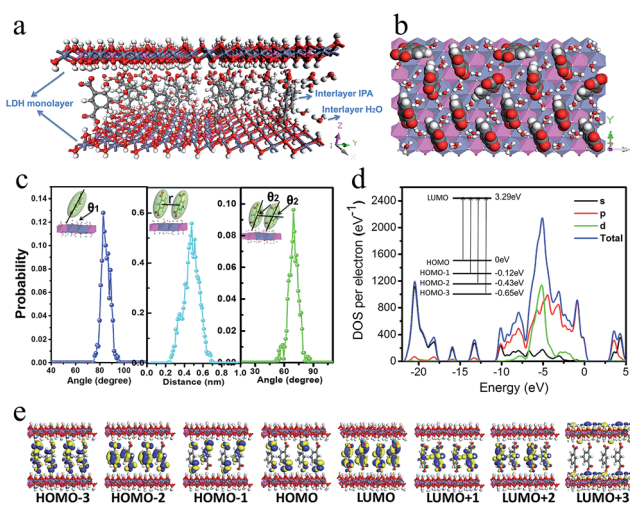 a
LDH monolayer
Interlayer IPA
Interlayer H₂O
Z
Y
b
Y
c
Probability
0.14
0.12
0.10
0.08
0.06
0.04
0.02
0.00
40 60 80 100
Angle (degree)
θ₁
0.6
0.5
0.4
0.3
0.2
0.1
0.0
0.0 0.2 0.4 0.6 0.8 1.0
Distance (nm)
r
0.10
0.08
0.06
0.04
0.02
0.00
30 60 90
Angle (degree)
θ₂ θ₂
d
DOS per electron (eV⁻¹)
2500
2000
1500
1000
500
0
-20 -15 -10 -5 0 5
Energy (eV)
LUMO 3.29eV
HOMO 0eV
HOMO-1 -0.12eV
HOMO-2 -0.43eV
HOMO-3 -0.65eV
s
p
d
Total
e
HOMO-3 HOMO-2 HOMO-1 HOMO LUMO LUMO+1 LUMO+2 LUMO+3